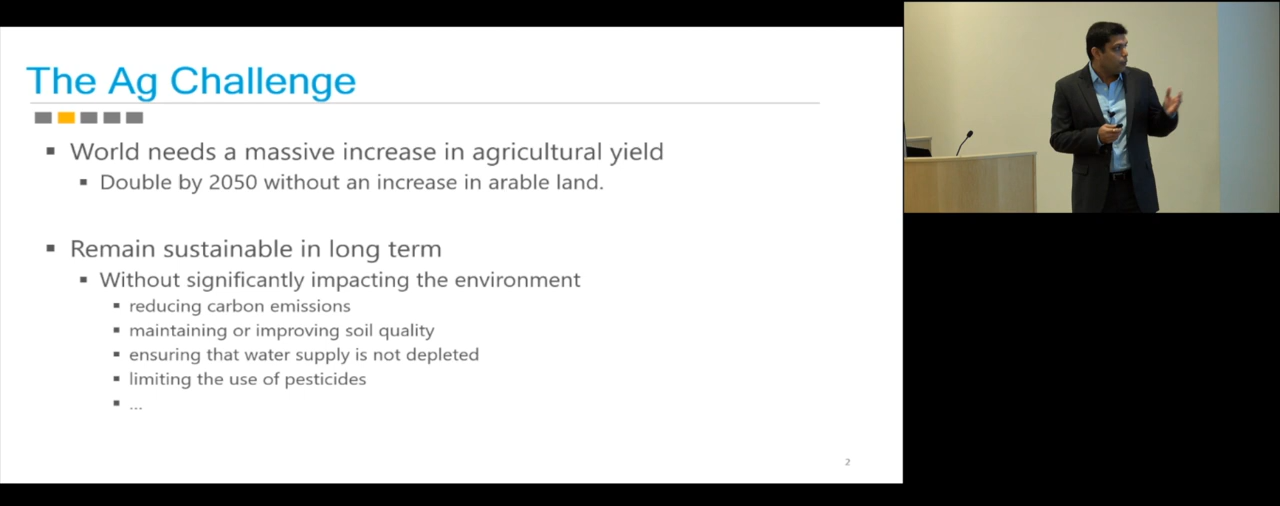 The Ag Challenge
▪ World needs a massive increase in agricultural yield
▪ Double by 2050 without an increase in arable land.
▪ Remain sustainable in long term
▪ Without significantly impacting the environment
▪ reducing carbon emissions
▪ maintaining or improving soil quality
▪ ensuring that water supply is not depleted
▪ limiting the use of pesticides
▪ ...
2